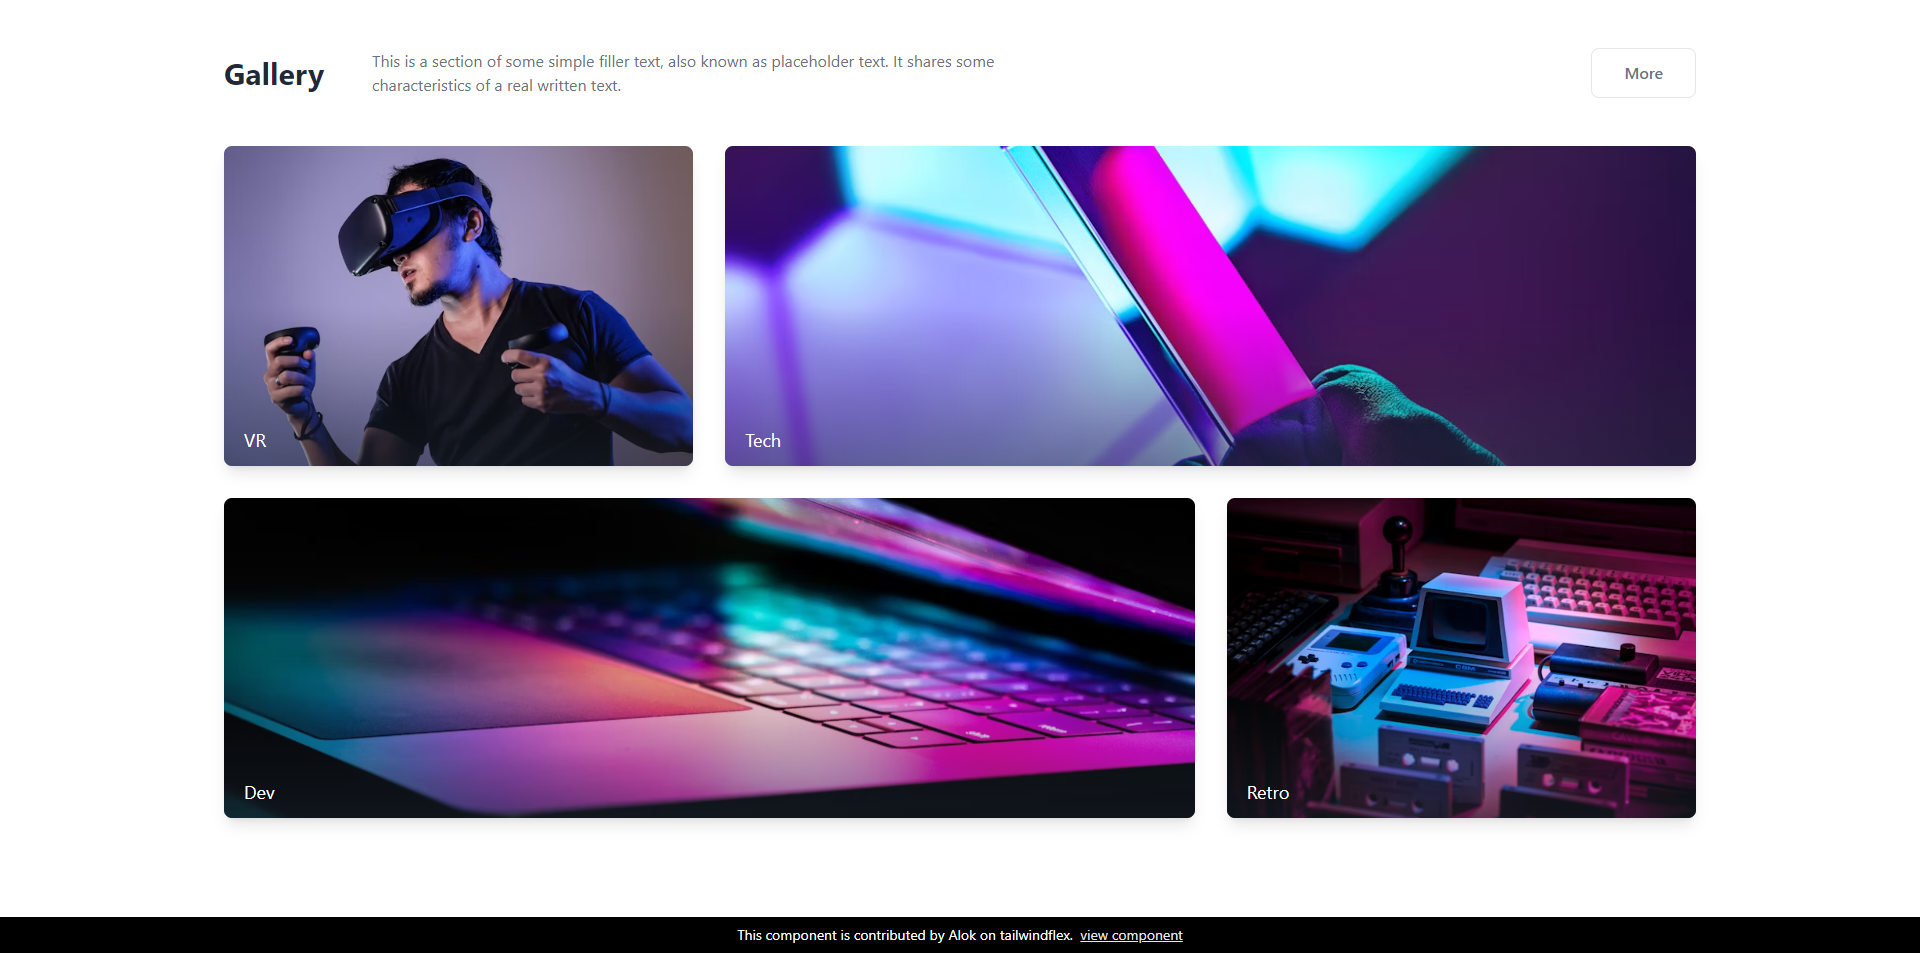 Gallery
This is a section of some simple filler text, also known as placeholder text. It shares some
characteristics of a real written text.
More
VR
Tech
Dev
Retro
This component is contributed by Alok on tailwindflex. view component